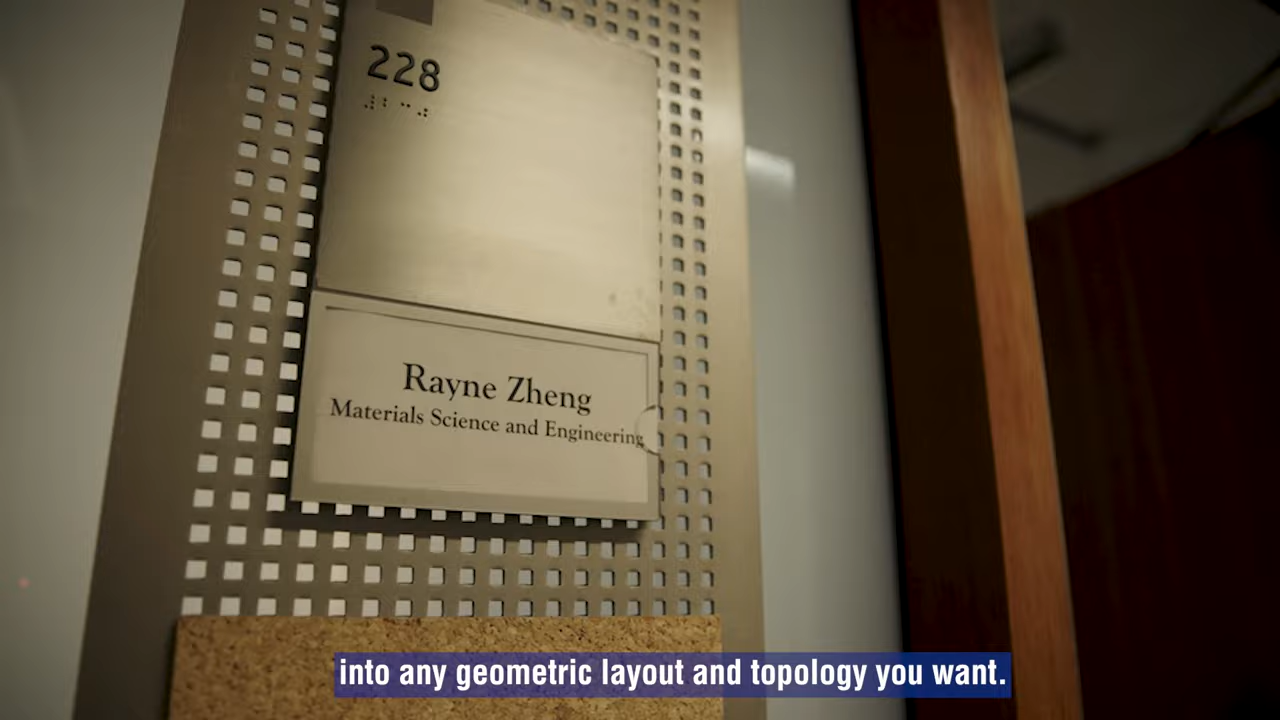 228
Rayne Zheng
Materials Science and Engineering
into any geometric layout and topology you want.